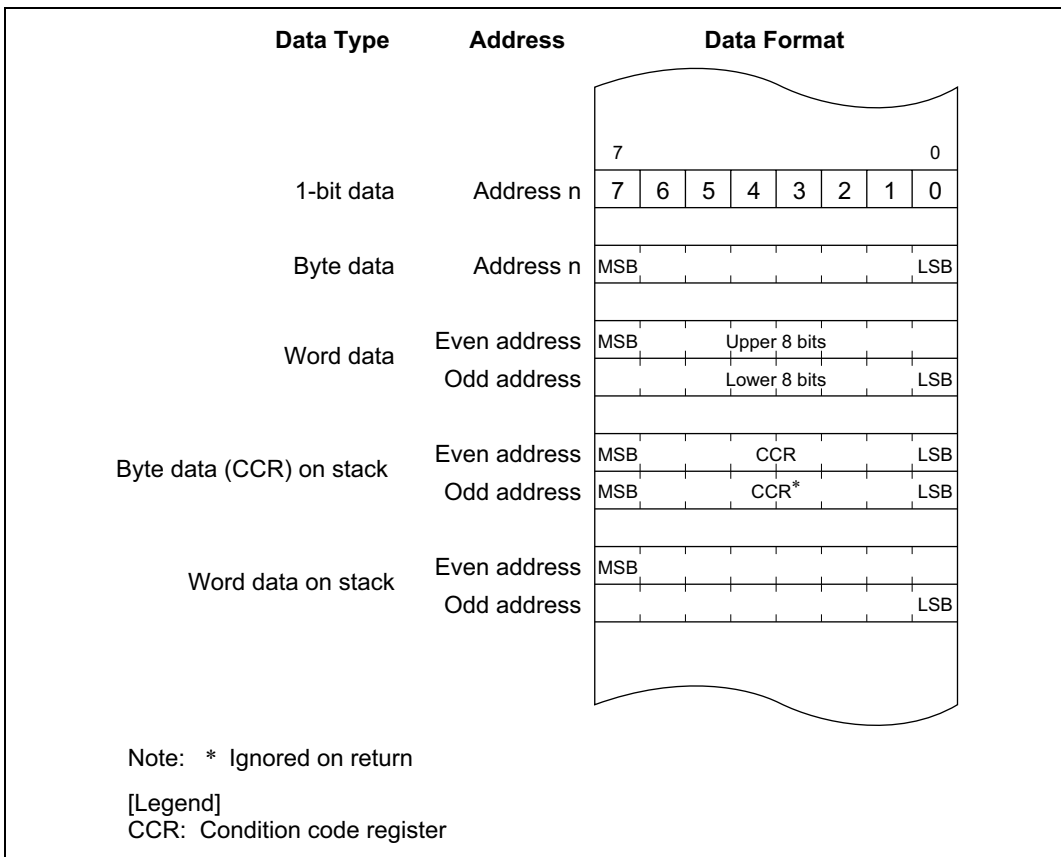 Data Type Address Data Format
7 0
1-bit data Address n 7 6 5 4 3 2 1 0
Byte data Address n MSB LSB
Word data
Even address MSB Upper 8 bits
Odd address Lower 8 bits LSB
Byte data (CCR) on stack
Even address MSB CCR LSB
Odd address MSB CCR* LSB
Word data on stack
Even address MSB
Odd address LSB
Note: * Ignored on return
[Legend]
CCR: Condition code register